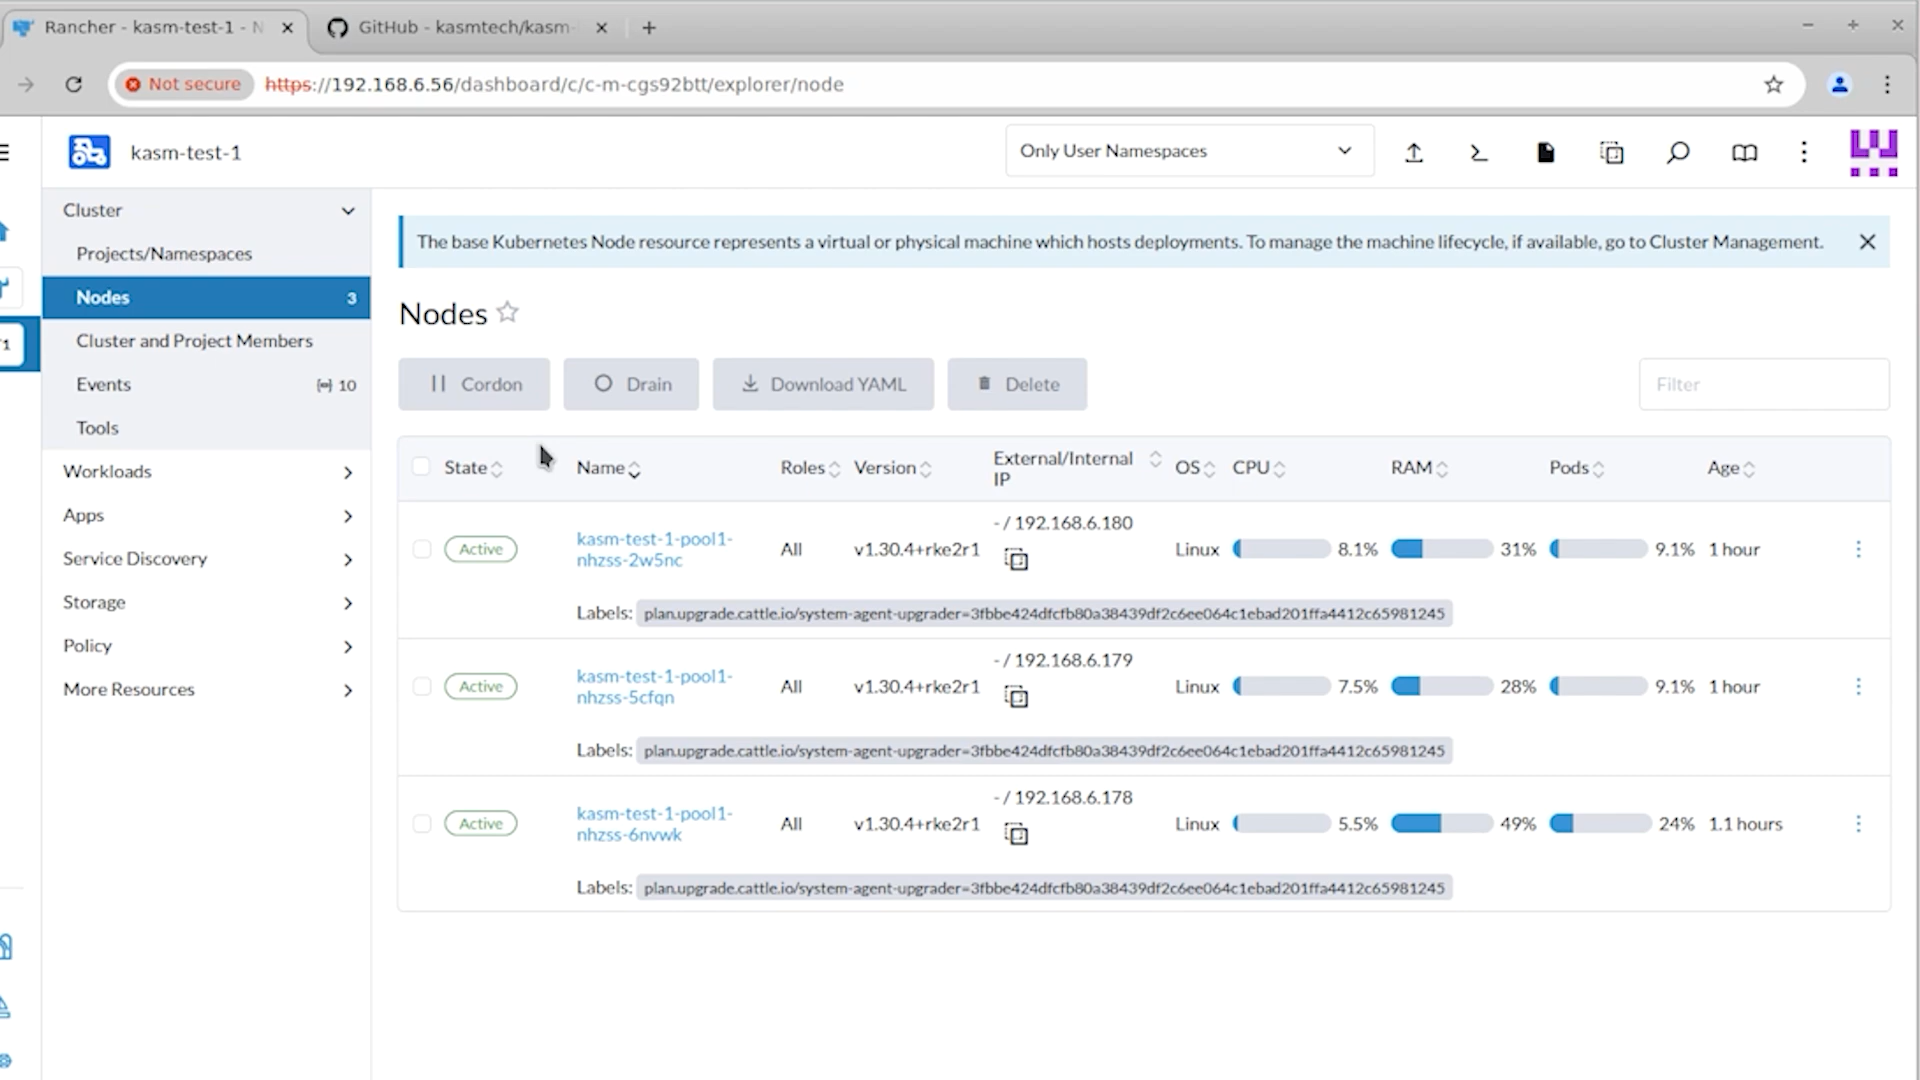 Rancher - kasm-test-1 - N
GitHub - kasmtech/kasm-
Not secure
https://192.168.6.56/dashboard/c/c-m-cgs92btt/explorer/node
kasm-test-1
Only User Namespaces
Cluster
Projects/Namespaces
Nodes 3
Cluster and Project Members
Events 10
Tools
Workloads
Apps
Service Discovery
Storage
Policy
More Resources
1
The base Kubernetes Node resource represents a virtual or physical machine which hosts deployments. To manage the machine lifecycle, if available, go to Cluster Management.
Nodes
Cordon
Drain
Download YAML
Delete
Filter
State Name Roles Version External/Internal IP OS CPU RAM Pods Age
- / 192.168.6.180
Active kasm-test-1-pool1-
nhzss-2w5nc All v1.30.4+rke2r1 Linux 8.1% 31% 9.1% 1 hour
Labels: plan.upgrade.cattle.io/system-agent-upgrader=3fbbe424dfcfb80a38439df2c6ee064c1ebad201ffa4412c65981245
- / 192.168.6.179
Active kasm-test-1-pool1-
nhzss-5cfqn All v1.30.4+rke2r1 Linux 7.5% 28% 9.1% 1 hour
Labels: plan.upgrade.cattle.io/system-agent-upgrader=3fbbe424dfcfb80a38439df2c6ee064c1ebad201ffa4412c65981245
- / 192.168.6.178
Active kasm-test-1-pool1-
nhzss-6nvwk All v1.30.4+rke2r1 Linux 5.5% 49% 24% 1.1 hours
Labels: plan.upgrade.cattle.io/system-agent-upgrader=3fbbe424dfcfb80a38439df2c6ee064c1ebad201ffa4412c65981245